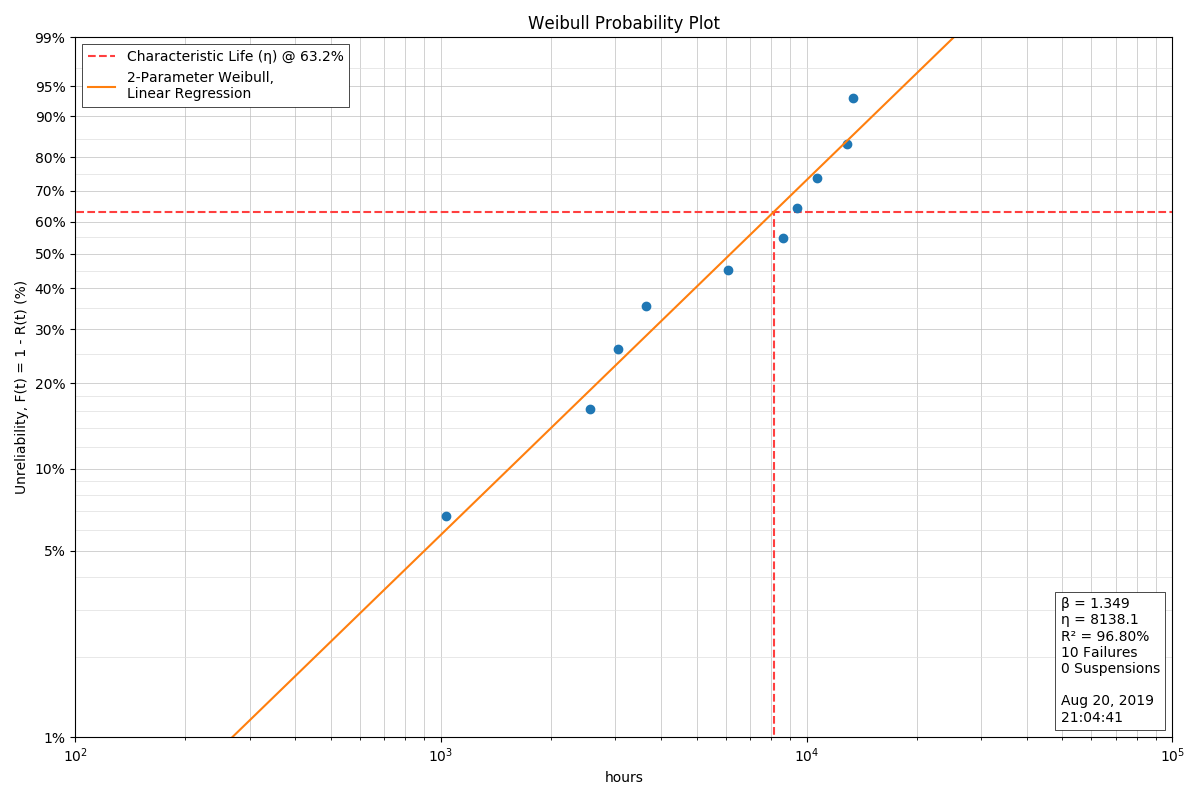 Weibull Probability Plot
Characteristic Life (η) @ 63.2%
2-Parameter Weibull,
Linear Regression
Unreliability, F(t) = 1 - R(t) (%)
99%
95%
90%
80%
70%
60%
50%
40%
30%
20%
10%
5%
1%
β = 1.349
η = 8138.1
R² = 96.80%
10 Failures
0 Suspensions
Aug 20, 2019
21:04:41
10² 10³ 10⁴ 10⁵
hours